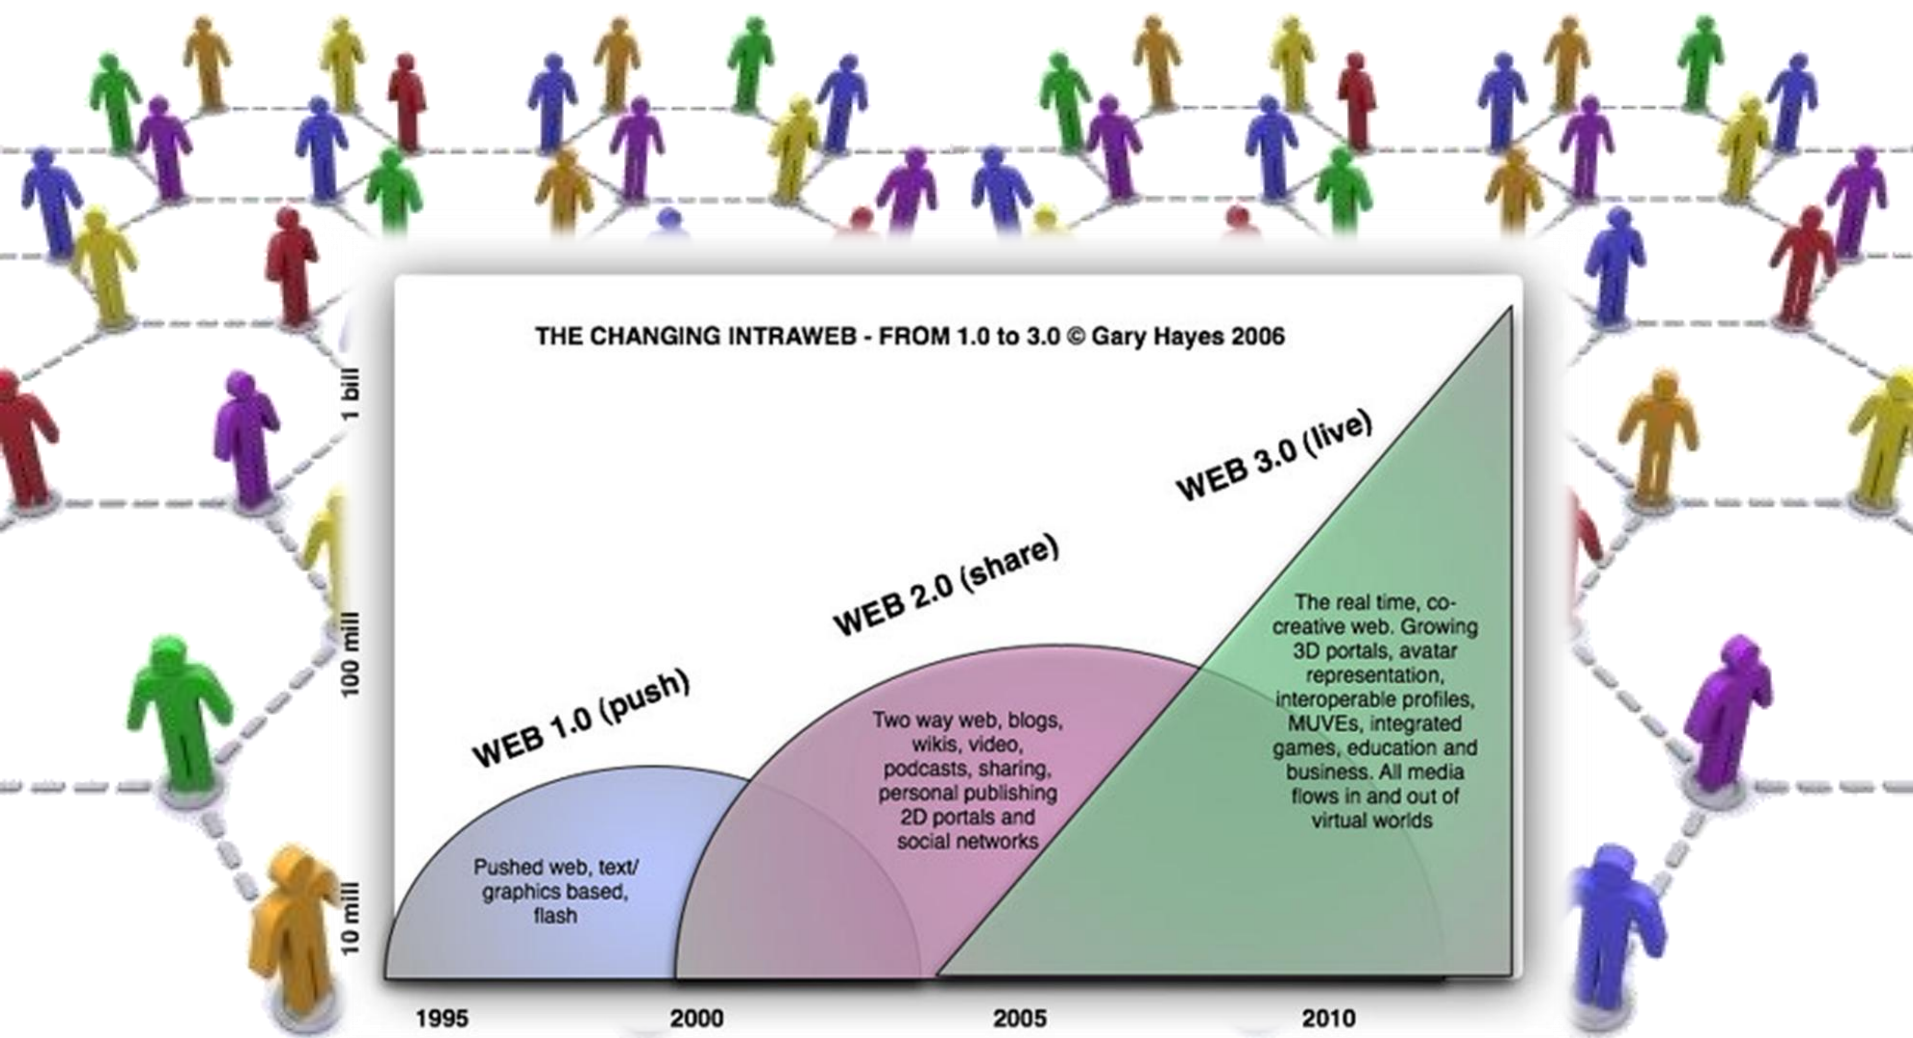 THE CHANGING INTRAWEB - FROM 1.0 to 3.0 © Gary Hayes 2006
1 bill
100 mill
10 mill
WEB 1.0 (push)
Pushed web, text/
graphics based,
flash
WEB 2.0 (share)
Two way web, blogs,
wikis, video,
podcasts, sharing,
personal publishing
2D portals and
social networks
WEB 3.0 (live)
The real time, co-
creative web. Growing
3D portals, avatar
representation,
interoperable profiles,
MUVEs, integrated
games, education and
business. All media
flows in and out of
virtual worlds
1995
2000
2005
2010